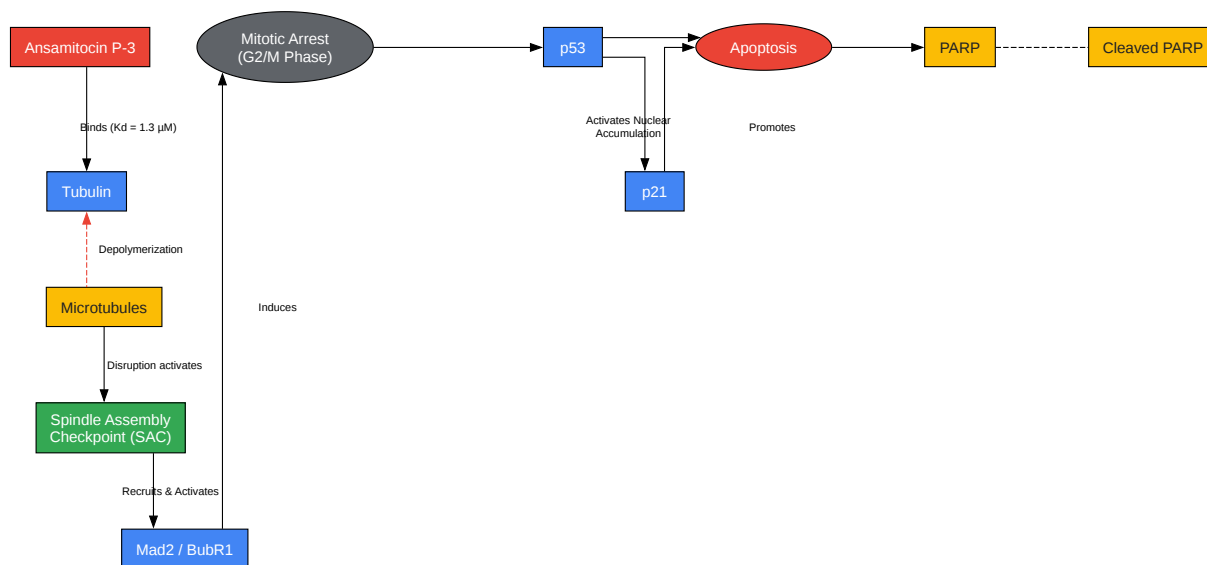 Ansamitocin P-3
Mitotic Arrest
(G2/M Phase)
p53
Apoptosis
PARP
Cleaved PARP
Binds (Kd = 1.3 µM)
Activates Nuclear
Accumulation
Promotes
Tubulin
p21
Depolymerization
Microtubules
Induces
Disruption activates
Spindle Assembly
Checkpoint (SAC)
Recruits & Activates
Mad2 / BubR1